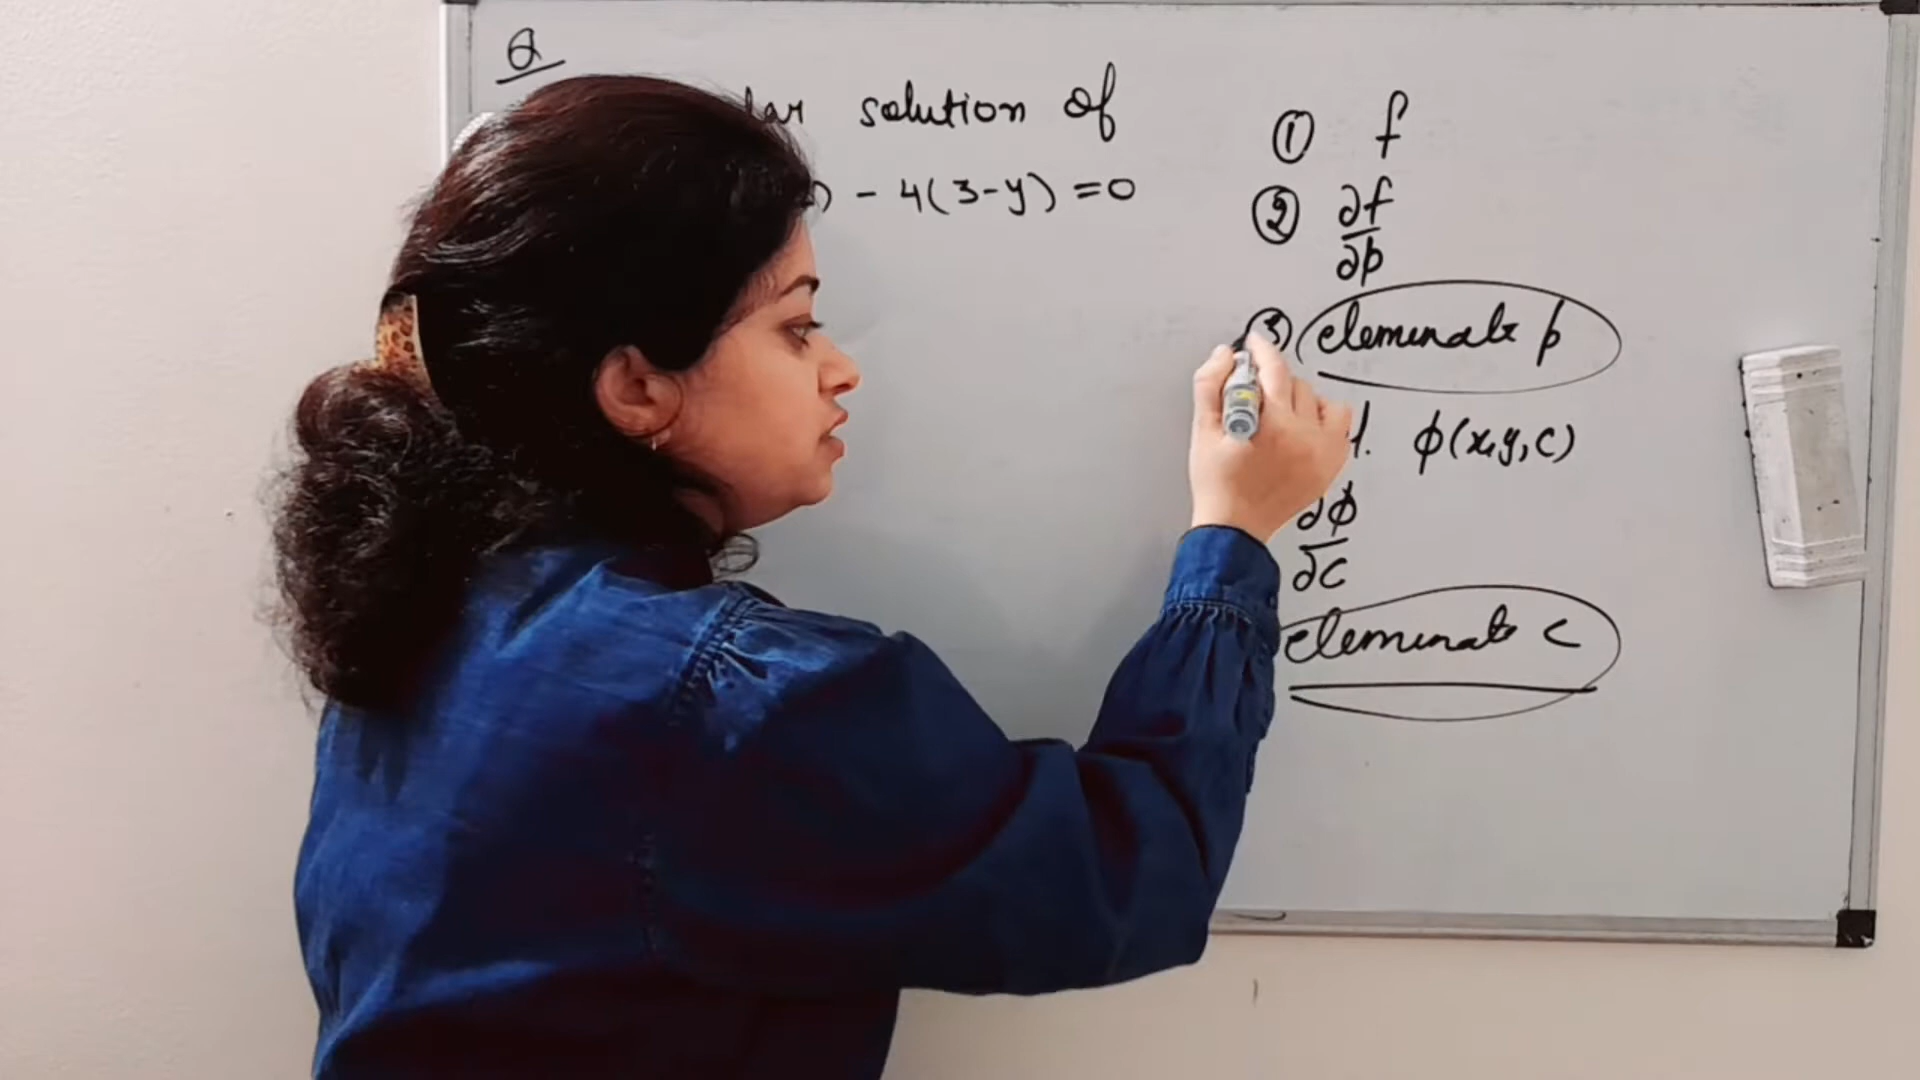 Q
solution of
- 4(3-y) = 0
① f
② ∂f
∂p
③ eleminate p
ϕ(x,y,c)
∂ϕ
∂c
eleminate c